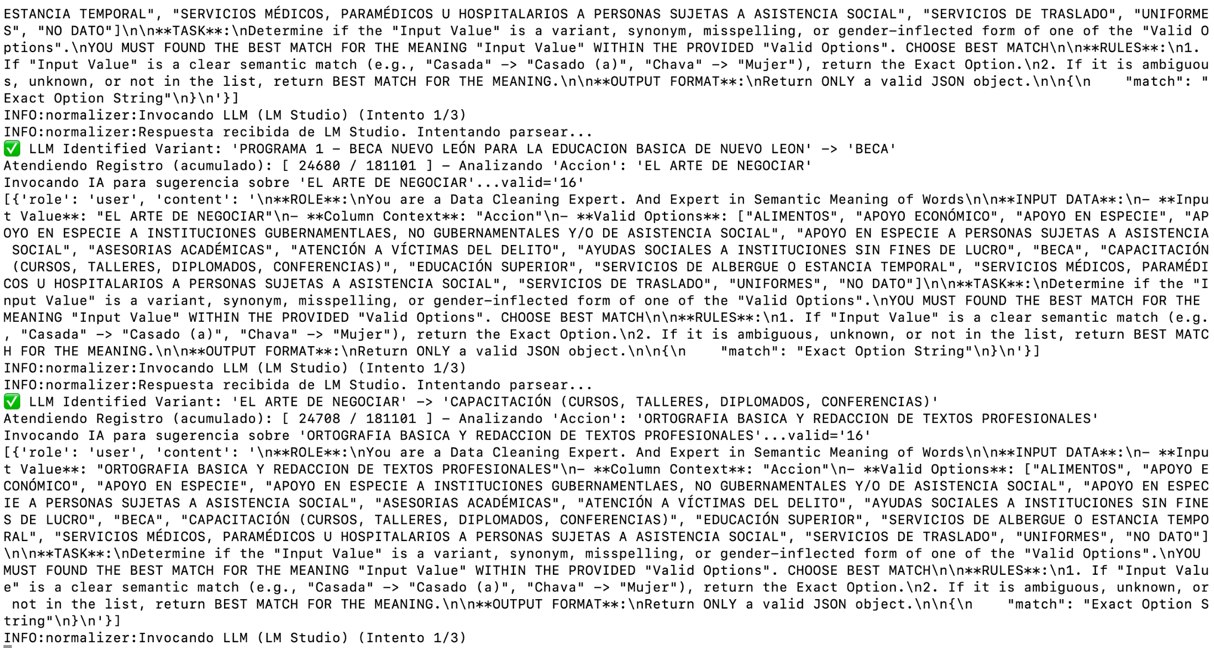 ESTANCIA TEMPORAL", "SERVICIOS MÉDICOS, PARAMÉDICOS U HOSPITALARIOS A PERSONAS SUJETAS A ASISTENCIA SOCIAL", "SERVICIOS DE TRASLADO", "UNIFORME
S", "NO DATO"]\n\n**TASK**:\nDetermine if the "Input Value" is a variant, synonym, misspelling, or gender-inflected form of one of the "Valid O
ptions".\nYOU MUST FOUND THE BEST MATCH FOR THE MEANING "Input Value" WITHIN THE PROVIDED "Valid Options". CHOOSE BEST MATCH\n\n**RULES**:\n1.
If "Input Value" is a clear semantic match (e.g., "Casada" -> "Casado (a)", "Chava" -> "Mujer"), return the Exact Option.\n2. If it is ambiguou
s, unknown, or not in the list, return BEST MATCH FOR THE MEANING.\n\n**OUTPUT FORMAT**:\nReturn ONLY a valid JSON object.\n\n{\n    "match": "
Exact Option String"\n}\n'}]
INFO:normalizer:Invocando LLM (LM Studio) (Intento 1/3)
INFO:normalizer:Respuesta recibida de LM Studio. Intentando parsear...
✅ LLM Identified Variant: 'PROGRAMA 1 – BECA NUEVO LEÓN PARA LA EDUCACION BASICA DE NUEVO LEON' -> 'BECA'
Atendiendo Registro (acumulado): [ 24680 / 181101 ] - Analizando 'Accion': 'EL ARTE DE NEGOCIAR'
Invocando IA para sugerencia sobre 'EL ARTE DE NEGOCIAR'...valid='16'
[{'role': 'user', 'content': '\n**ROLE**:\nYou are a Data Cleaning Expert. And Expert in Semantic Meaning of Words\n\n**INPUT DATA**:\n- **Inpu
t Value**: "EL ARTE DE NEGOCIAR"\n- **Column Context**: "Accion"\n- **Valid Options**: ["ALIMENTOS", "APOYO ECONÓMICO", "APOYO EN ESPECIE", "AP
OYO EN ESPECIE A INSTITUCIONES GUBERNAMENTLAES, NO GUBERNAMENTALES Y/O DE ASISTENCIA SOCIAL", "APOYO EN ESPECIE A PERSONAS SUJETAS A ASISTENCIA
 SOCIAL", "ASESORIAS ACADÉMICAS", "ATENCIÓN A VÍCTIMAS DEL DELITO", "AYUDAS SOCIALES A INSTITUCIONES SIN FINES DE LUCRO", "BECA", "CAPACITACIÓN
 (CURSOS, TALLERES, DIPLOMADOS, CONFERENCIAS)", "EDUCACIÓN SUPERIOR", "SERVICIOS DE ALBERGUE O ESTANCIA TEMPORAL", "SERVICIOS MÉDICOS, PARAMÉDI
COS U HOSPITALARIOS A PERSONAS SUJETAS A ASISTENCIA SOCIAL", "SERVICIOS DE TRASLADO", "UNIFORMES", "NO DATO"]\n\n**TASK**:\nDetermine if the "I
nput Value" is a variant, synonym, misspelling, or gender-inflected form of one of the "Valid Options".\nYOU MUST FOUND THE BEST MATCH FOR THE
MEANING "Input Value" WITHIN THE PROVIDED "Valid Options". CHOOSE BEST MATCH\n\n**RULES**:\n1. If "Input Value" is a clear semantic match (e.g.
, "Casada" -> "Casado (a)", "Chava" -> "Mujer"), return the Exact Option.\n2. If it is ambiguous, unknown, or not in the list, return BEST MATC
H FOR THE MEANING.\n\n**OUTPUT FORMAT**:\nReturn ONLY a valid JSON object.\n\n{\n    "match": "Exact Option String"\n}\n'}]
INFO:normalizer:Invocando LLM (LM Studio) (Intento 1/3)
INFO:normalizer:Respuesta recibida de LM Studio. Intentando parsear...
✅ LLM Identified Variant: 'EL ARTE DE NEGOCIAR' -> 'CAPACITACIÓN (CURSOS, TALLERES, DIPLOMADOS, CONFERENCIAS)'
Atendiendo Registro (acumulado): [ 24708 / 181101 ] - Analizando 'Accion': 'ORTOGRAFIA BASICA Y REDACCION DE TEXTOS PROFESIONALES'
Invocando IA para sugerencia sobre 'ORTOGRAFIA BASICA Y REDACCION DE TEXTOS PROFESIONALES'...valid='16'
[{'role': 'user', 'content': '\n**ROLE**:\nYou are a Data Cleaning Expert. And Expert in Semantic Meaning of Words\n\n**INPUT DATA**:\n- **Inpu
t Value**: "ORTOGRAFIA BASICA Y REDACCION DE TEXTOS PROFESIONALES"\n- **Column Context**: "Accion"\n- **Valid Options**: ["ALIMENTOS", "APOYO E
CONÓMICO", "APOYO EN ESPECIE", "APOYO EN ESPECIE A INSTITUCIONES GUBERNAMENTLAES, NO GUBERNAMENTALES Y/O DE ASISTENCIA SOCIAL", "APOYO EN ESPEC
IE A PERSONAS SUJETAS A ASISTENCIA SOCIAL", "ASESORIAS ACADÉMICAS", "ATENCIÓN A VÍCTIMAS DEL DELITO", "AYUDAS SOCIALES A INSTITUCIONES SIN FINE
S DE LUCRO", "BECA", "CAPACITACIÓN (CURSOS, TALLERES, DIPLOMADOS, CONFERENCIAS)", "EDUCACIÓN SUPERIOR", "SERVICIOS DE ALBERGUE O ESTANCIA TEMPO
RAL", "SERVICIOS MÉDICOS, PARAMÉDICOS U HOSPITALARIOS A PERSONAS SUJETAS A ASISTENCIA SOCIAL", "SERVICIOS DE TRASLADO", "UNIFORMES", "NO DATO"]
\n\n**TASK**:\nDetermine if the "Input Value" is a variant, synonym, misspelling, or gender-inflected form of one of the "Valid Options".\nYOU
MUST FOUND THE BEST MATCH FOR THE MEANING "Input Value" WITHIN THE PROVIDED "Valid Options". CHOOSE BEST MATCH\n\n**RULES**:\n1. If "Input Valu
e" is a clear semantic match (e.g., "Casada" -> "Casado (a)", "Chava" -> "Mujer"), return the Exact Option.\n2. If it is ambiguous, unknown, or
 not in the list, return BEST MATCH FOR THE MEANING.\n\n**OUTPUT FORMAT**:\nReturn ONLY a valid JSON object.\n\n{\n    "match": "Exact Option S
tring"\n}\n'}]
INFO:normalizer:Invocando LLM (LM Studio) (Intento 1/3)